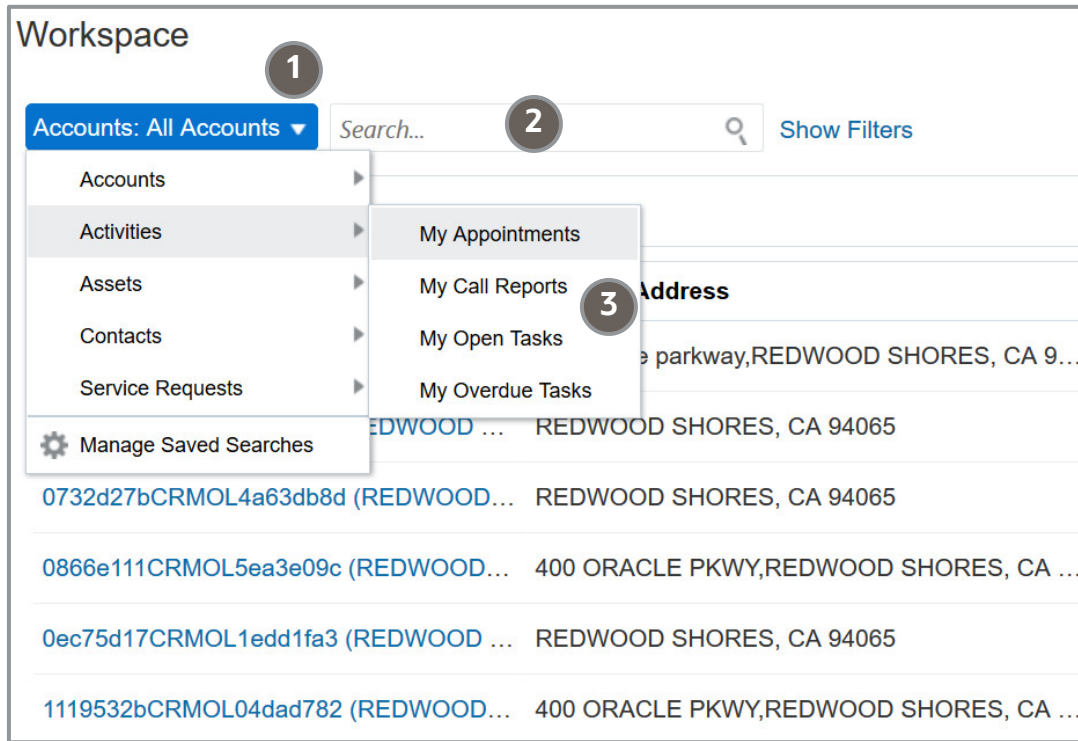 Workspace
1
Accounts: All Accounts Search... 2 Show Filters
Accounts
Activities My Appointments
Assets My Call Reports 3 Address
Contacts My Open Tasks parkway,REDWOOD SHORES, CA 9...
Service Requests My Overdue Tasks
Manage Saved Searches REDWOOD SHORES, CA 94065
0732d27bCRMOL4a63db8d (REDWOOD... REDWOOD SHORES, CA 94065
0866e111CRMOL5ea3e09c (REDWOOD... 400 ORACLE PKWY,REDWOOD SHORES, CA ...
0ec75d17CRMOL1edd1fa3 (REDWOOD ... REDWOOD SHORES, CA 94065
1119532bCRMOL04dad782 (REDWOOD... 400 ORACLE PKWY,REDWOOD SHORES, CA ...